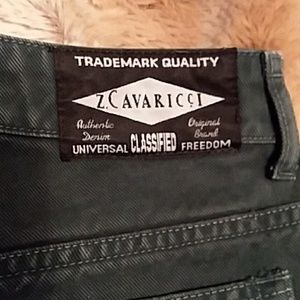 TRADEMARK QUALITY
Z. CAVARICCI
Authentic Original
Denim Brand
UNIVERSAL CLASSIFIED FREEDOM